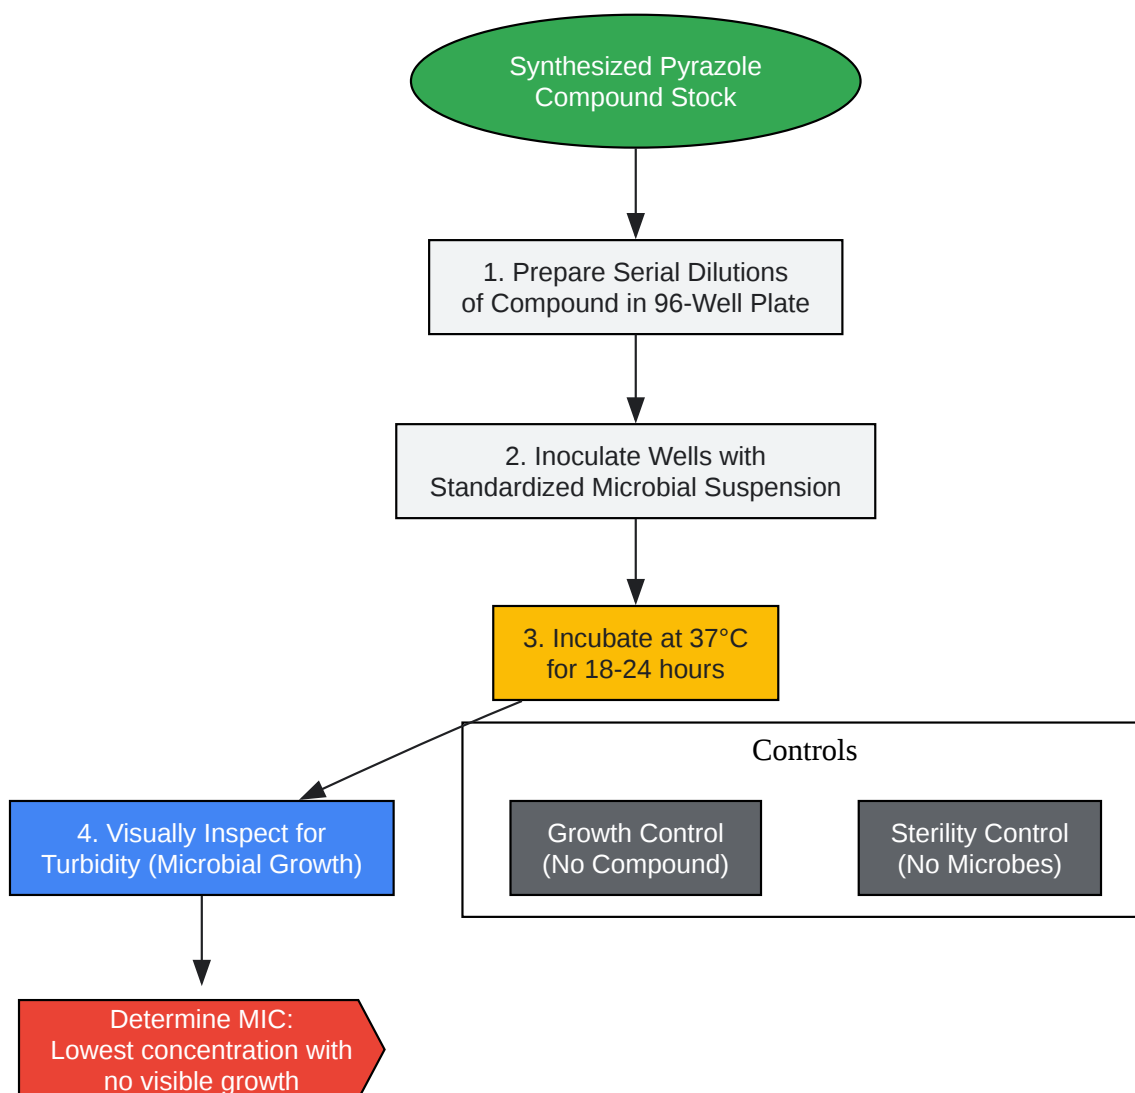 Synthesized Pyrazole
Compound Stock
1. Prepare Serial Dilutions
of Compound in 96-Well Plate
2. Inoculate Wells with
Standardized Microbial Suspension
3. Incubate at 37°C
for 18-24 hours
Controls
4. Visually Inspect for
Turbidity (Microbial Growth)
Growth Control
(No Compound)
Sterility Control
(No Microbes)
Determine MIC:
Lowest concentration with
no visible growth